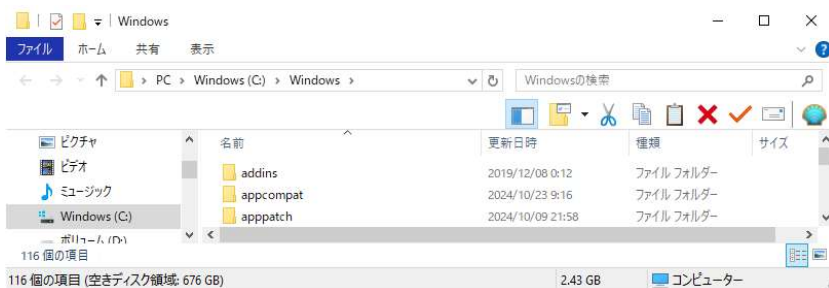 Windows
ファイル ホーム 共有 表示
PC > Windows (C:) > Windows > Windowsの検索
ピクチャ
ビデオ
ミュージック
Windows (C:)
ボリューム (D:)
名前 更新日時 種類 サイズ
addins 2019/12/08 0:12 ファイル フォルダー
appcompat 2024/10/23 9:16 ファイル フォルダー
apppatch 2024/10/09 21:58 ファイル フォルダー
116 個の項目
116 個の項目 (空きディスク領域: 676 GB) 2.43 GB コンピューター